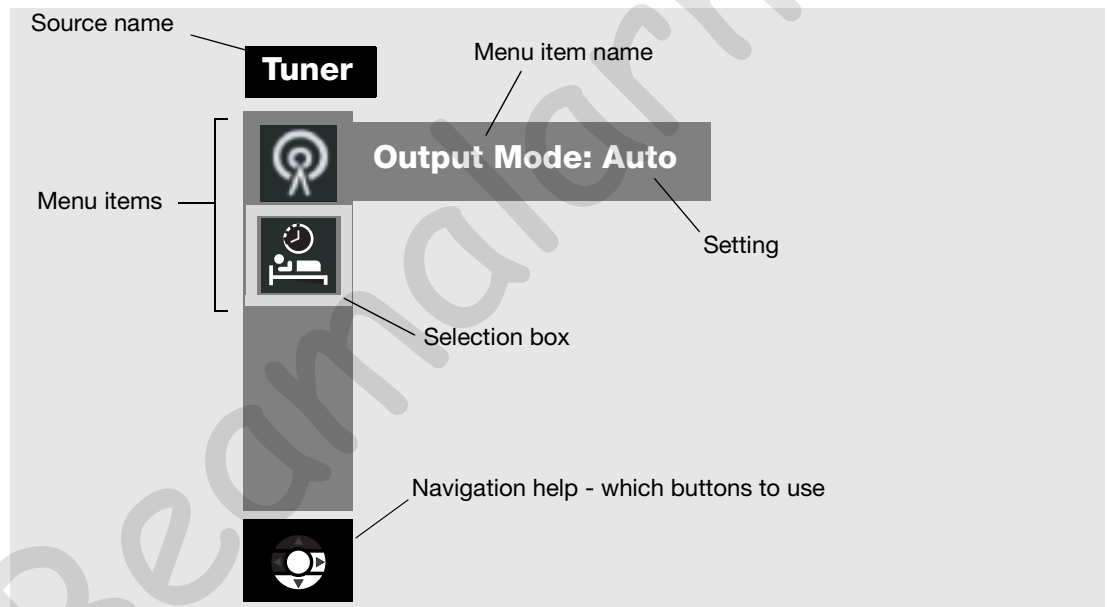 Source name
Tuner
Menu item name
Output Mode: Auto
Menu items
Setting
Selection box
Navigation help - which buttons to use